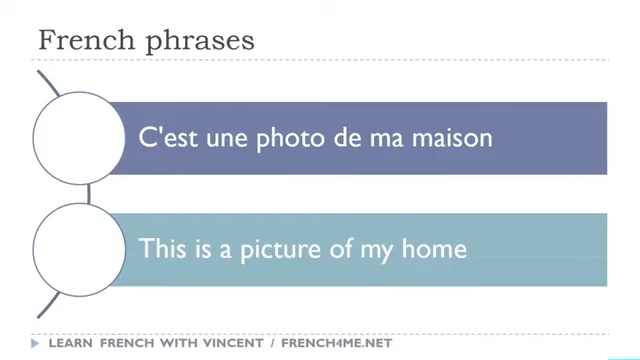 French phrases
C'est une photo de ma maison
This is a picture of my home
LEARN FRENCH WITH VINCENT / FRENCH4ME.NET